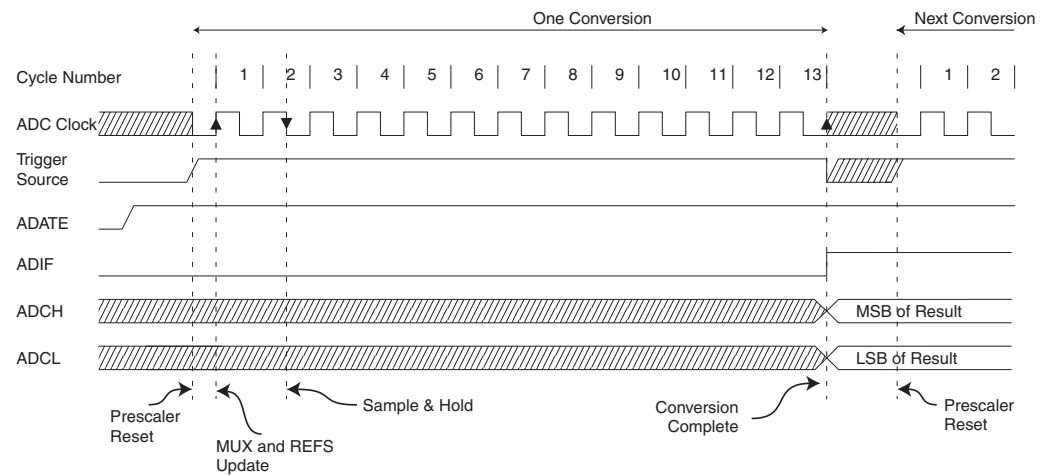 One Conversion
Next Conversion
Cycle Number
1 2 3 4 5 6 7 8 9 10 11 12 13 1 2
ADC Clock
Trigger
Source
ADATE
ADIF
ADCH
MSB of Result
ADCL
LSB of Result
Prescaler
Reset
MUX and REFS
Update
Sample & Hold
Conversion
Complete
Prescaler
Reset